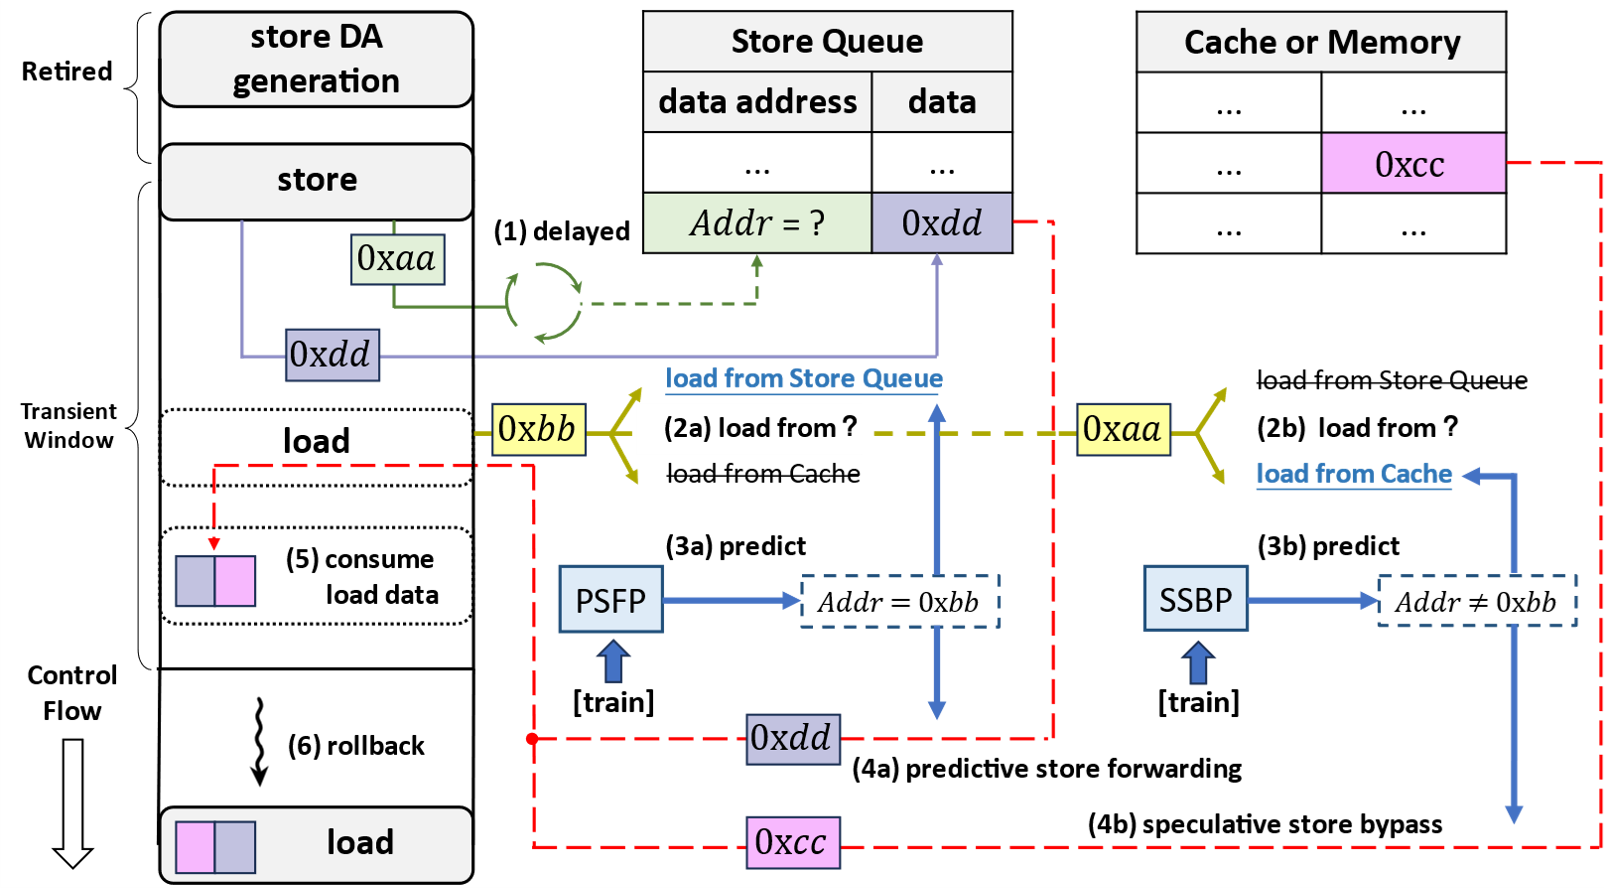 store DA
generation
Retired
store
Transient
Window
load
(5) consume
load data
Control
Flow
(6) rollback
load
0xaa
0xdd
(1) delayed
Store Queue
data address
data
...
...
Addr = ?
0xdd
Cache or Memory
...
...
...
0xcc
...
...
0xbb
load from Store Queue
(2a) load from ?
load from Cache
0xaa
load from Store Queue
(2b) load from ?
load from Cache
(3a) predict
PSFP
Addr = 0xbb
[train]
(3b) predict
SSBP
Addr ≠ 0xbb
[train]
0xdd
(4a) predictive store forwarding
0xcc
(4b) speculative store bypass